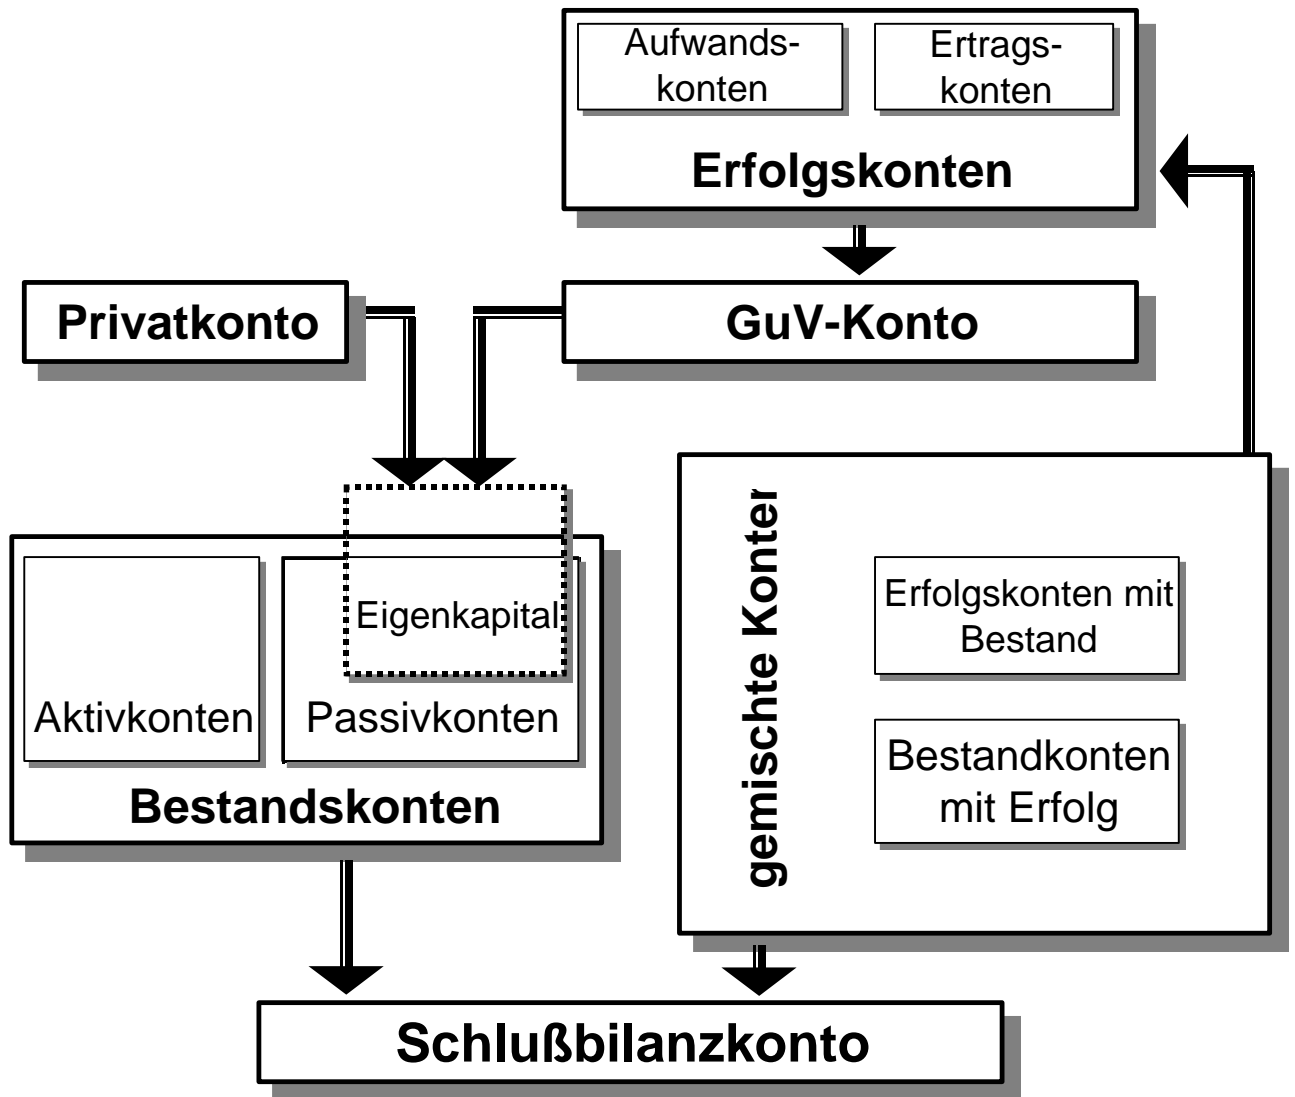 Aufwands-
konten
Ertrags-
konten
Erfolgskonten
Privatkonto
GuV-Konto
Eigenkapital
Aktivkonten
Passivkonten
Bestandskonten
gemischte Konter
Erfolgskonten mit
Bestand
Bestandkonten
mit Erfolg
Schlußbilanzkonto